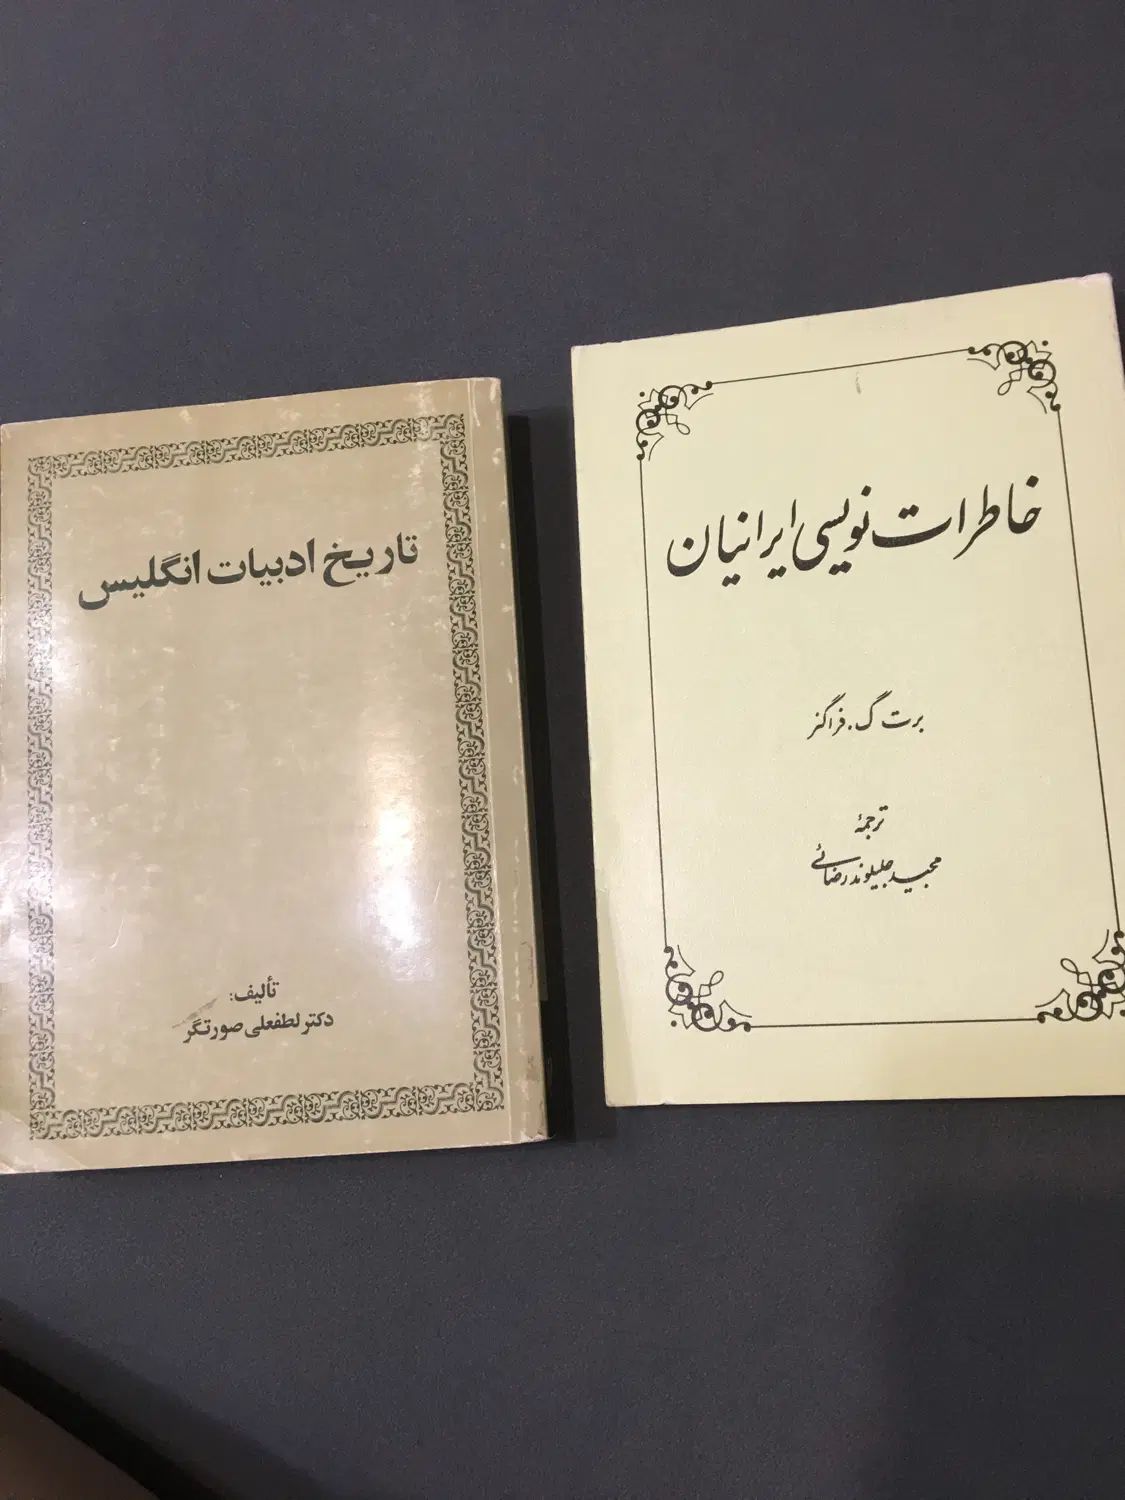 خاطرات نویسی ایرانیان
برت گ. فراگنر
ترجمهٔ
مجید جلیلوند رضائی
تاریخ ادبیات انگلیس
تألیف:
دکتر لطفعلی صورتگر